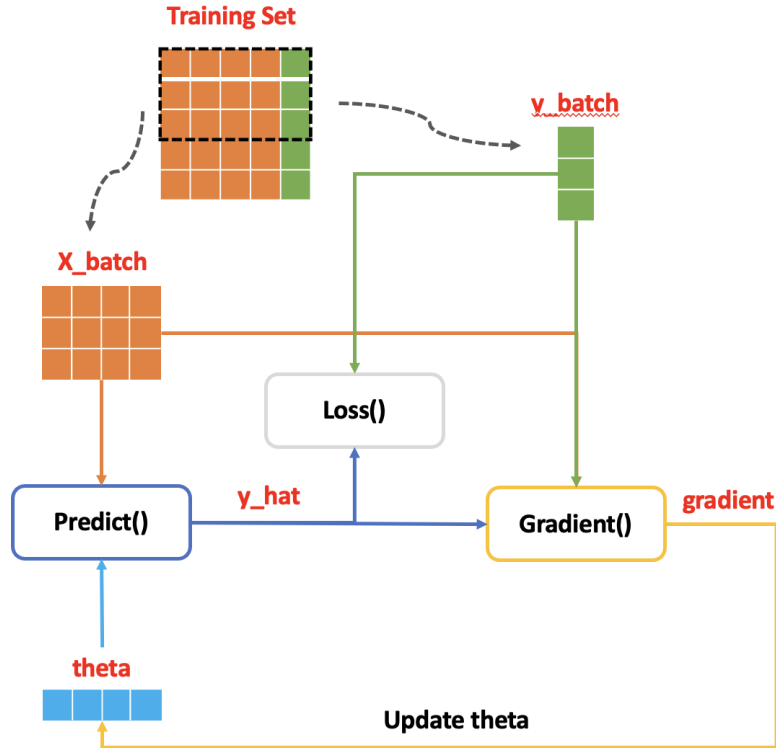 Training Set
y_batch
X_batch
Loss()
y_hat
gradient
Predict()
Gradient()
theta
Update theta